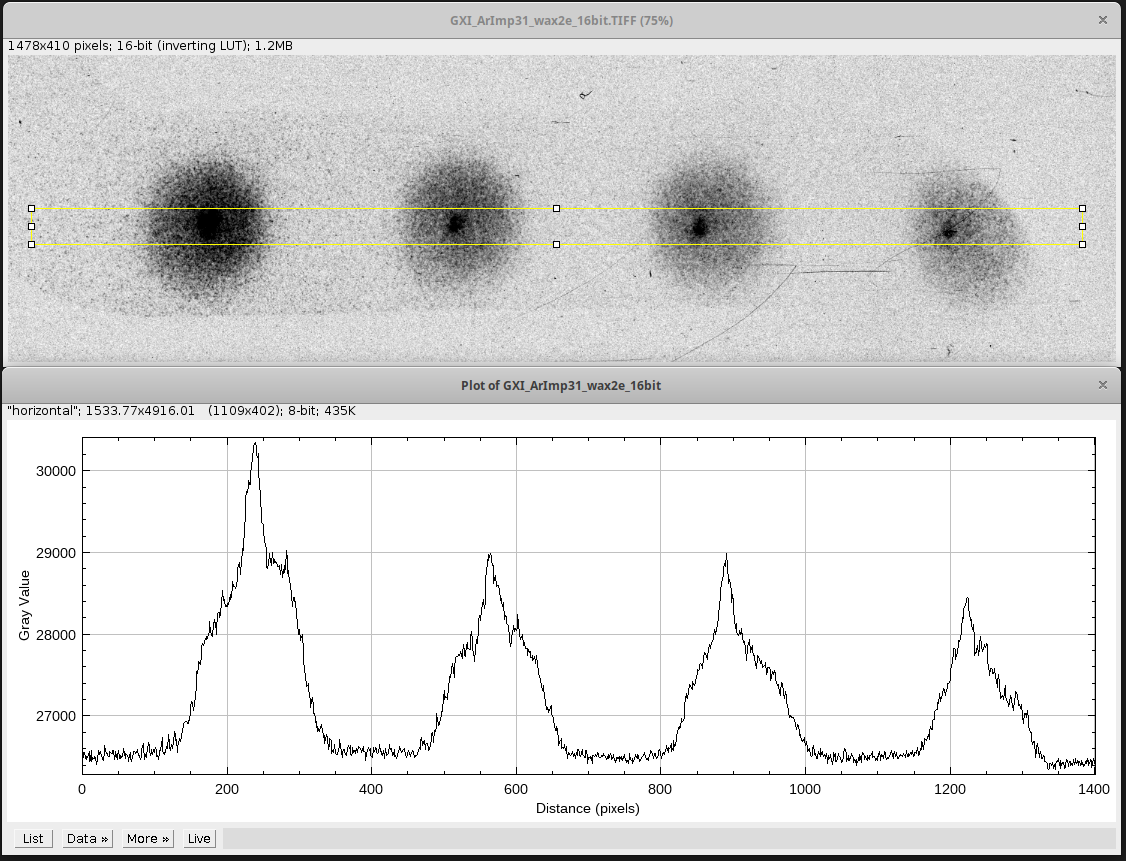 GXI_ArImp31_wax2e_16bit.TIFF (75%)
1478x410 pixels; 16-bit (inverting LUT); 1.2MB
Plot of GXI_ArImp31_wax2e_16bit
"horizontal"; 1533.77x4916.01 (1109x402); 8-bit; 435K
30000
29000
28000
27000
Gray Value
0 200 400 600 800 1000 1200 1400
Distance (pixels)
List Data » More » Live